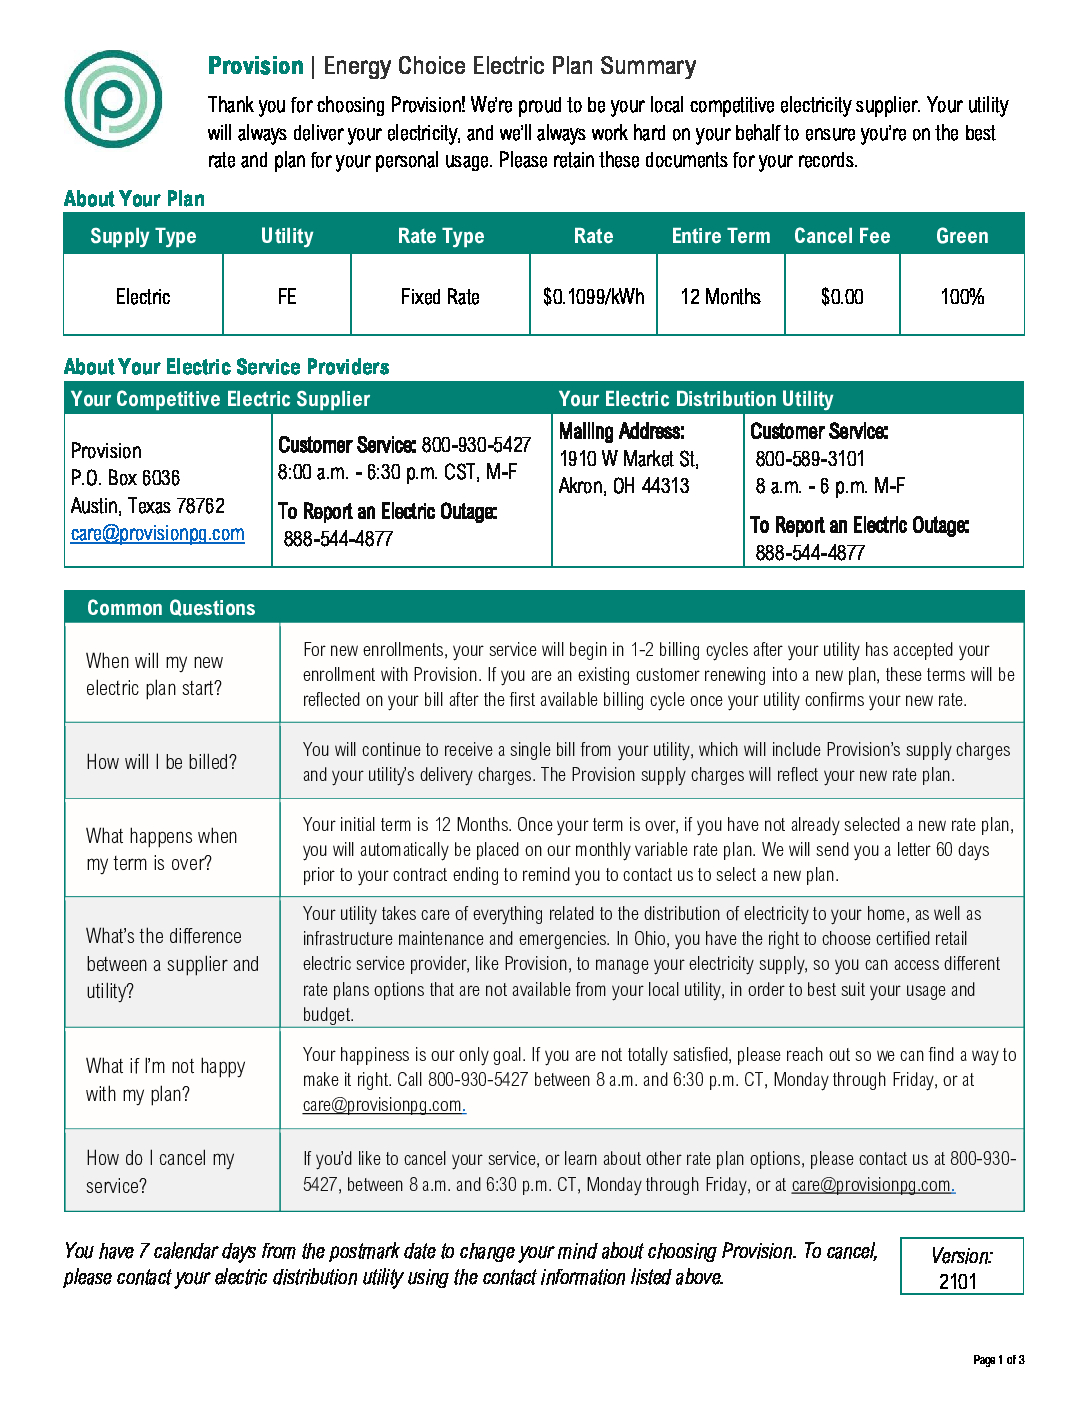 Provision | Energy Choice Electric Plan Summary
Thank you for choosing Provision! We're proud to be your local competitive electricity supplier. Your utility
will always deliver your electricity, and we'll always work hard on your behalf to ensure you're on the best
rate and plan for your personal usage. Please retain these documents for your records.
About Your Plan
Supply Type Utility Rate Type Rate Entire Term Cancel Fee Green
Electric FE Fixed Rate $0.1099/kWh 12 Months $0.00 100%
About Your Electric Service Providers
Your Competitive Electric Supplier Your Electric Distribution Utility
Provision
P.O. Box 6036
Austin, Texas 78762
care@provisionpg.com
Customer Service: 800-930-5427
8:00 a.m. - 6:30 p.m. CST, M-F
To Report an Electric Outage:
888-544-4877
Mailing Address:
1910 W Market St,
Akron, OH 44313
Customer Service:
800-589-3101
8 a.m. - 6 p.m. M-F
To Report an Electric Outage:
888-544-4877
Common Questions
When will my new
electric plan start?
For new enrollments, your service will begin in 1-2 billing cycles after your utility has accepted your
enrollment with Provision. If you are an existing customer renewing into a new plan, these terms will be
reflected on your bill after the first available billing cycle once your utility confirms your new rate.
How will I be billed?
You will continue to receive a single bill from your utility, which will include Provision's supply charges
and your utility's delivery charges. The Provision supply charges will reflect your new rate plan.
What happens when
my term is over?
Your initial term is 12 Months. Once your term is over, if you have not already selected a new rate plan,
you will automatically be placed on our monthly variable rate plan. We will send you a letter 60 days
prior to your contract ending to remind you to contact us to select a new plan.
What's the difference
between a supplier and
utility?
Your utility takes care of everything related to the distribution of electricity to your home, as well as
infrastructure maintenance and emergencies. In Ohio, you have the right to choose certified retail
electric service provider, like Provision, to manage your electricity supply, so you can access different
rate plans options that are not available from your local utility, in order to best suit your usage and
budget.
What if I'm not happy
with my plan?
Your happiness is our only goal. If you are not totally satisfied, please reach out so we can find a way to
make it right. Call 800-930-5427 between 8 a.m. and 6:30 p.m. CT, Monday through Friday, or at
care@provisionpg.com.
How do I cancel my
service?
If you'd like to cancel your service, or learn about other rate plan options, please contact us at 800-930-
5427, between 8 a.m. and 6:30 p.m. CT, Monday through Friday, or at care@provisionpg.com.
You have 7 calendar days from the postmark date to change your mind about choosing Provision. To cancel,
please contact your electric distribution utility using the contact information listed above.
Version:
2101
Page 1 of 3